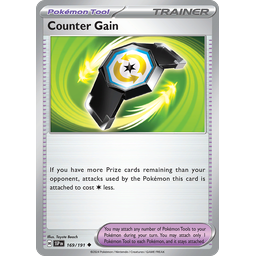 Pokémon Tool
TRAINER
Counter Gain
If you have more Prize cards remaining than your
opponent, attacks used by the Pokémon this card is
attached to cost ✶ less.
Illus. Toyste Beach
You may attach any number of Pokémon Tools to your
Pokémon during your turn. You may attach only 1
Pokémon Tool to each Pokémon, and it stays attached.
SSP EN
169/191 ◆